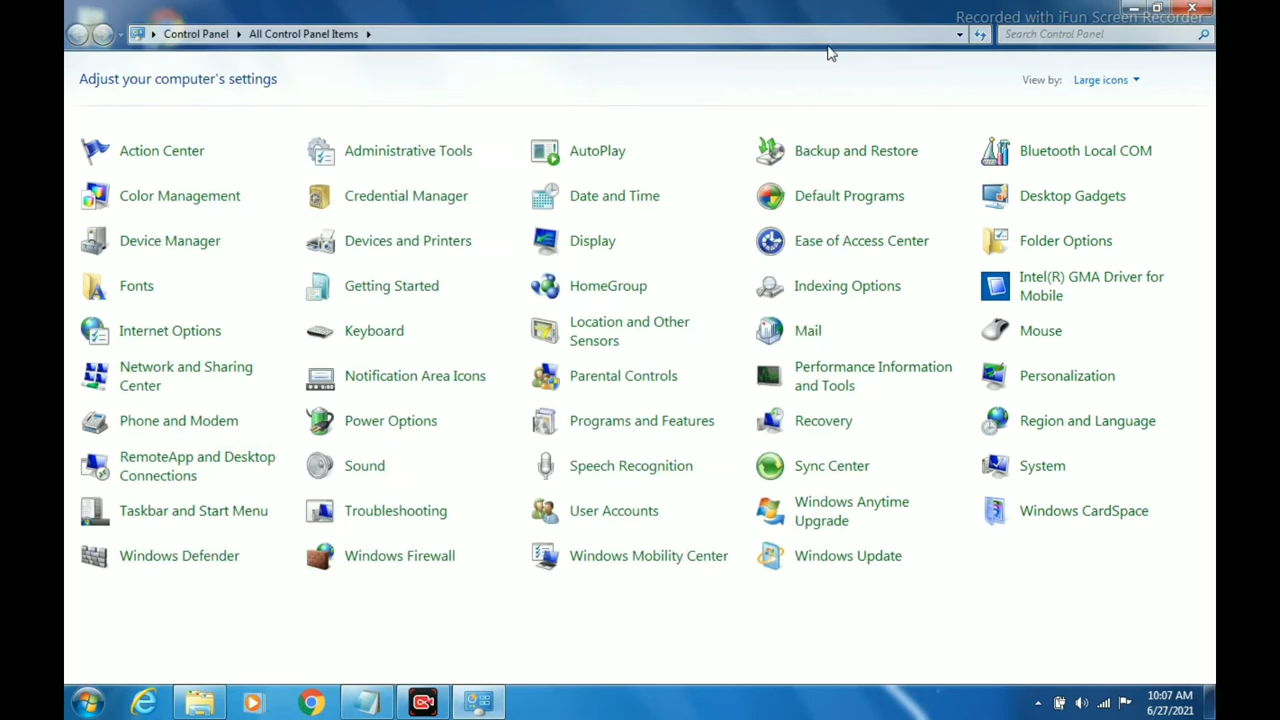 Recorded with iFun Screen Recorder
Control Panel All Control Panel Items
Search Control Panel
Adjust your computer's settings
View by: Large icons
Action Center
Administrative Tools
AutoPlay
Backup and Restore
Bluetooth Local COM
Color Management
Credential Manager
Date and Time
Default Programs
Desktop Gadgets
Device Manager
Devices and Printers
Display
Ease of Access Center
Folder Options
Fonts
Getting Started
HomeGroup
Indexing Options
Intel(R) GMA Driver for
Mobile
Internet Options
Keyboard
Location and Other
Sensors
Mail
Mouse
Network and Sharing
Center
Notification Area Icons
Parental Controls
Performance Information
and Tools
Personalization
Phone and Modem
Power Options
Programs and Features
Recovery
Region and Language
RemoteApp and Desktop
Connections
Sound
Speech Recognition
Sync Center
System
Taskbar and Start Menu
Troubleshooting
User Accounts
Windows Anytime
Upgrade
Windows CardSpace
Windows Defender
Windows Firewall
Windows Mobility Center
Windows Update
10:07 AM
6/27/2021